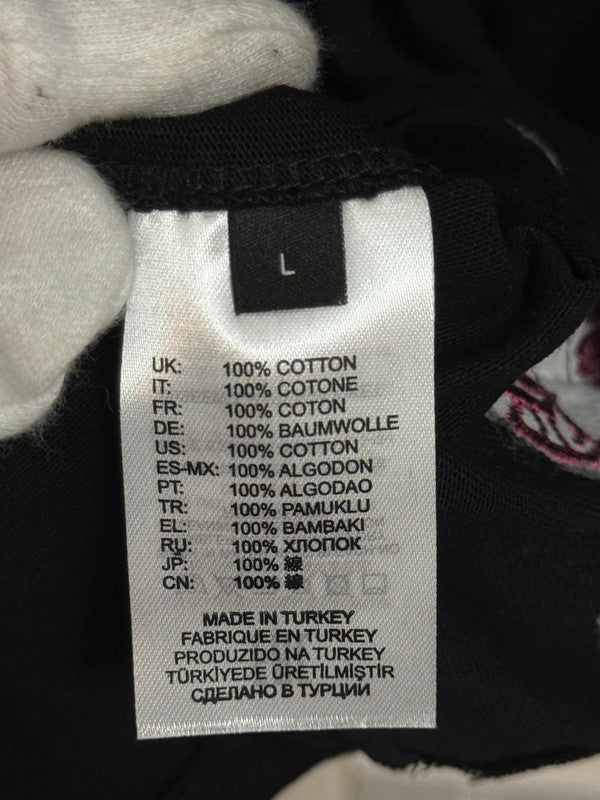 L
UK: 100% COTTON
IT: 100% COTONE
FR: 100% COTON
DE: 100% BAUMWOLLE
US: 100% COTTON
ES-MX: 100% ALGODON
PT: 100% ALGODAO
TR: 100% PAMUKLU
EL: 100% BAMBAKI
RU: 100% ХЛОПОК
JP: 100% 綿
CN: 100% 綿
MADE IN TURKEY
FABRIQUE EN TURKEY
PRODUZIDO NA TURKEY
TÜRKİYEDE ÜRETİLMİŞTİR
СДЕЛАНО В ТУРЦИИ